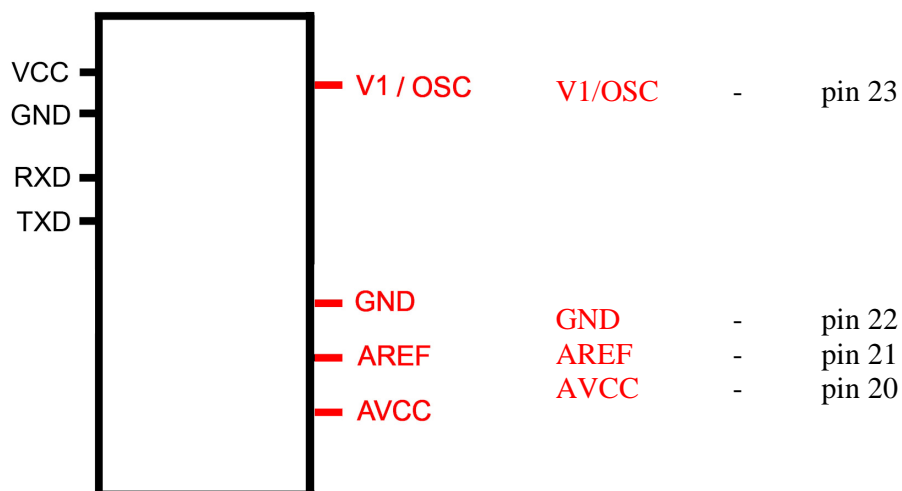 VCC
V1 / OSC
V1/OSC - pin 23
GND
RXD
TXD
GND
GND - pin 22
AREF
AREF - pin 21
AVCC - pin 20
AVCC